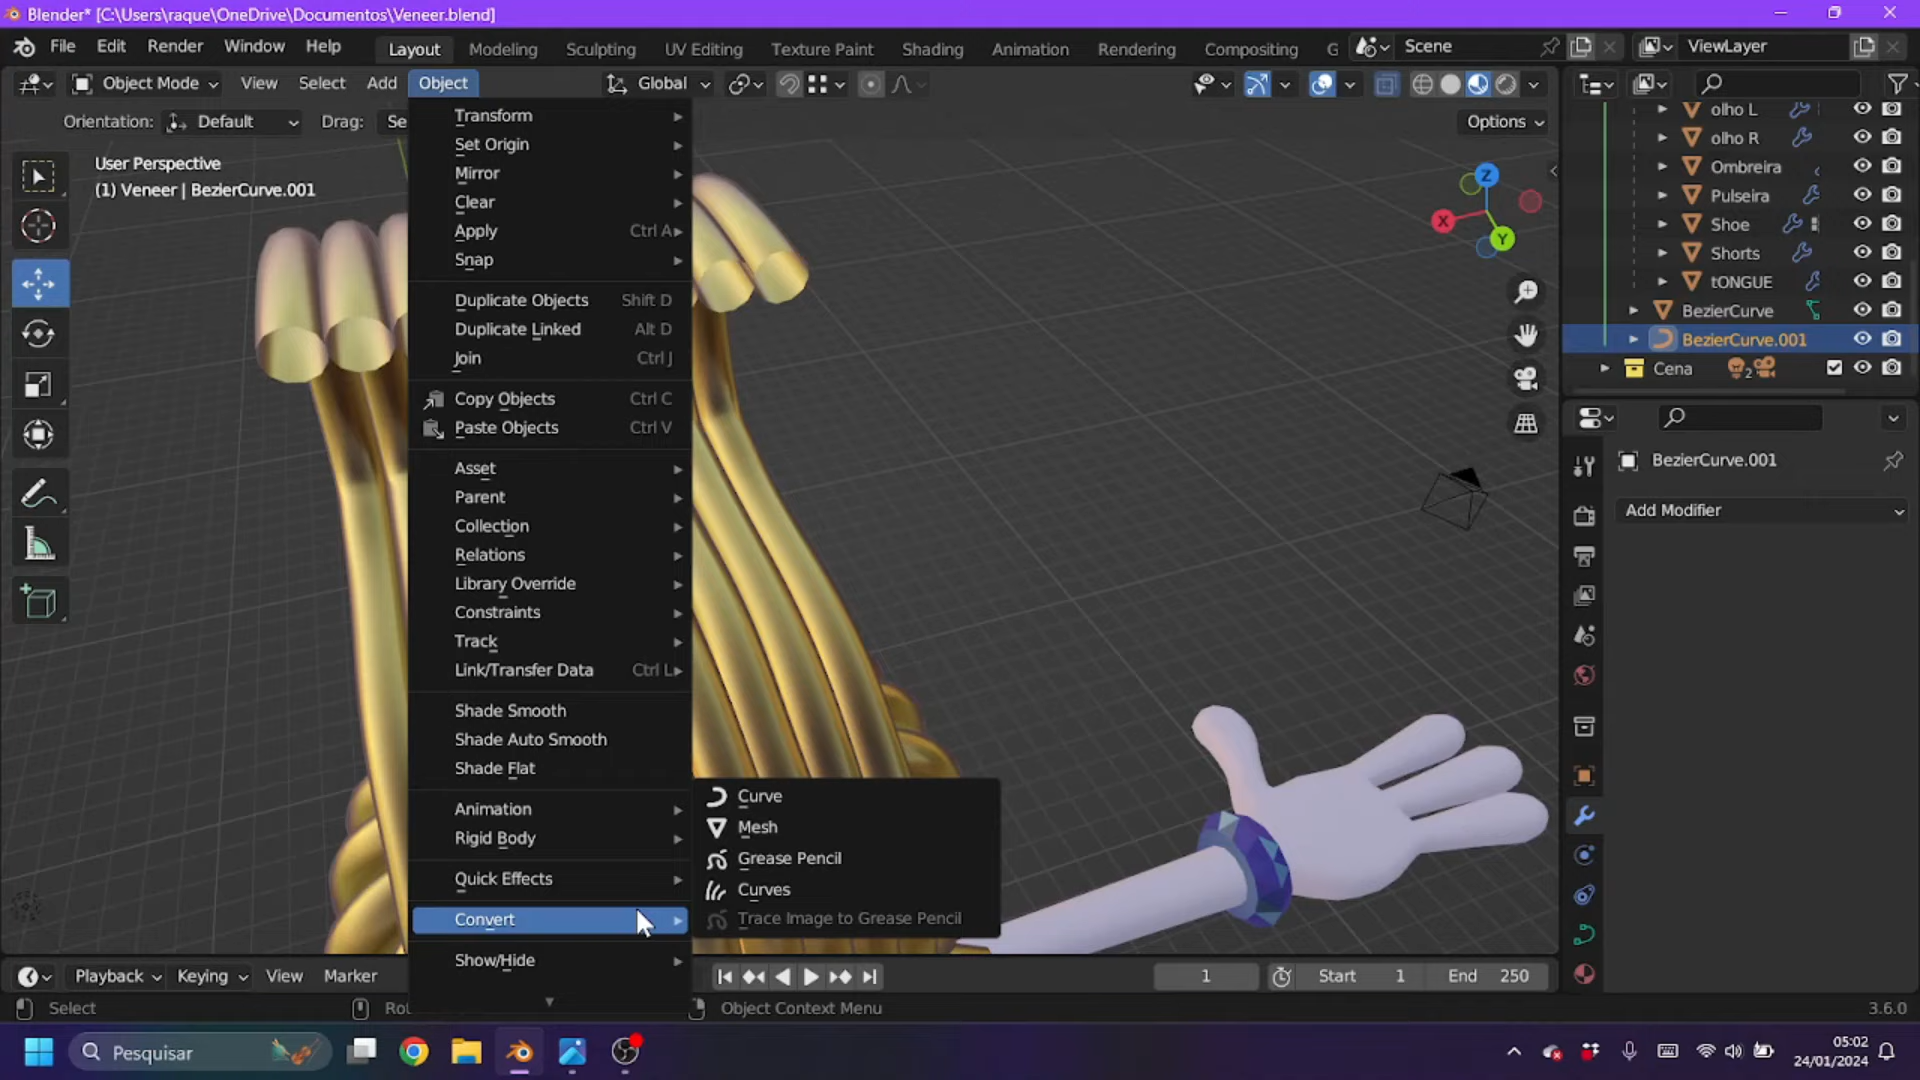 Blender* [C:\Users\raque\OneDrive\Documentos\Veneer.blend]
File Edit Render Window Help Layout Modeling Sculpting UV Editing Texture Paint Shading Animation Rendering Compositing G Scene ViewLayer
Object Mode View Select Add Object Global
Orientation: Default Drag: Se Options
User Perspective
(1) Veneer | BezierCurve.001
Transform
Set Origin
Mirror
Clear
Apply Ctrl A
Snap
Duplicate Objects Shift D
Duplicate Linked Alt D
Join Ctrl J
Copy Objects Ctrl C
Paste Objects Ctrl V
Asset
Parent
Collection
Relations
Library Override
Constraints
Track
Link/Transfer Data Ctrl L
Shade Smooth
Shade Auto Smooth
Shade Flat
Animation
Rigid Body
Quick Effects
Convert
Show/Hide
Curve
Mesh
Grease Pencil
Curves
Trace Image to Grease Pencil
Z
X
Y
olho L
olho R
Ombreira
Pulseira
Shoe
Shorts
tONGUE
BezierCurve
BezierCurve.001
Cena 2
BezierCurve.001
Add Modifier
Playback Keying View Marker 1 Start 1 End 250
Select Ro Object Context Menu 3.6.0
Pesquisar
05:02
24/01/2024